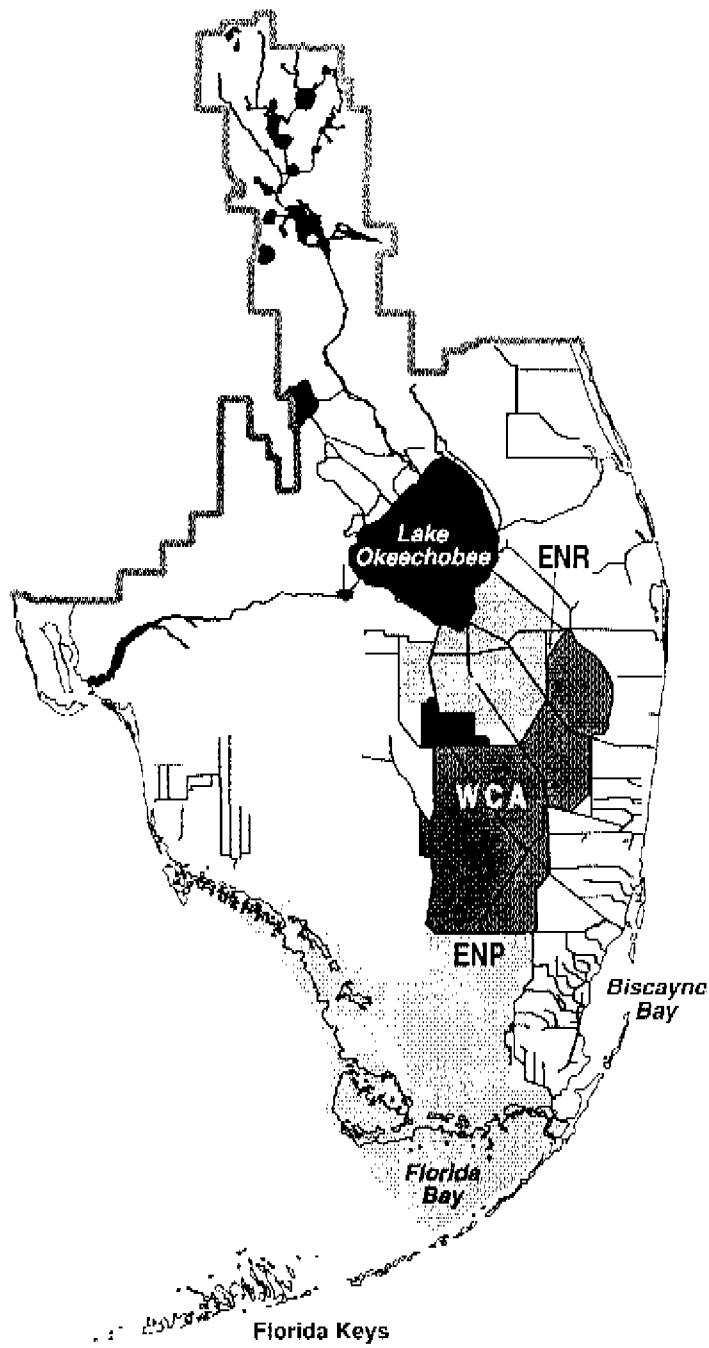 Lake
Okeechobee
ENR
WCA
ENP
Biscayne
Bay
Florida
Bay
Florida Keys